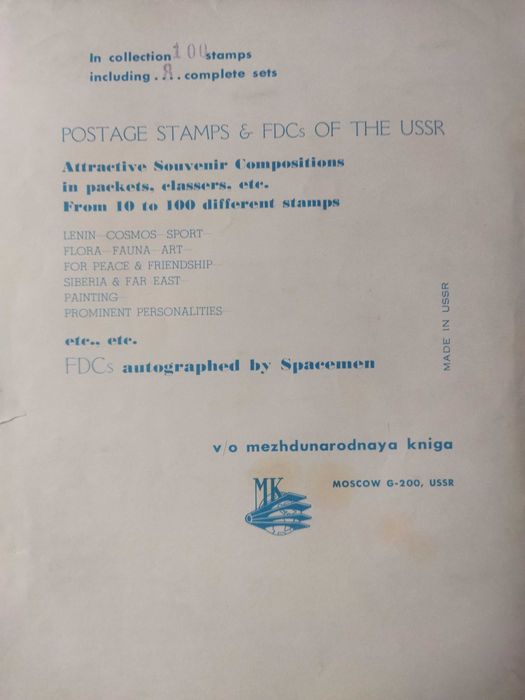 In collection 100 stamps
including . 8 . . complete sets
POSTAGE STAMPS & FDCs OF THE USSR
Attractive Souvenir Compositions
in packets, classers, etc.
From 10 to 100 different stamps
LENIN—COSMOS—SPORT—
FLORA—FAUNA—ART—
FOR PEACE & FRIENDSHIP—
SIBERIA & FAR EAST—
PAINTING—
PROMINENT PERSONALITIES—
etc., etc.
FDCs autographed by Spacemen
MADE IN USSR
v/o mezhdunarodnaya kniga
MK
MOSCOW G-200, USSR